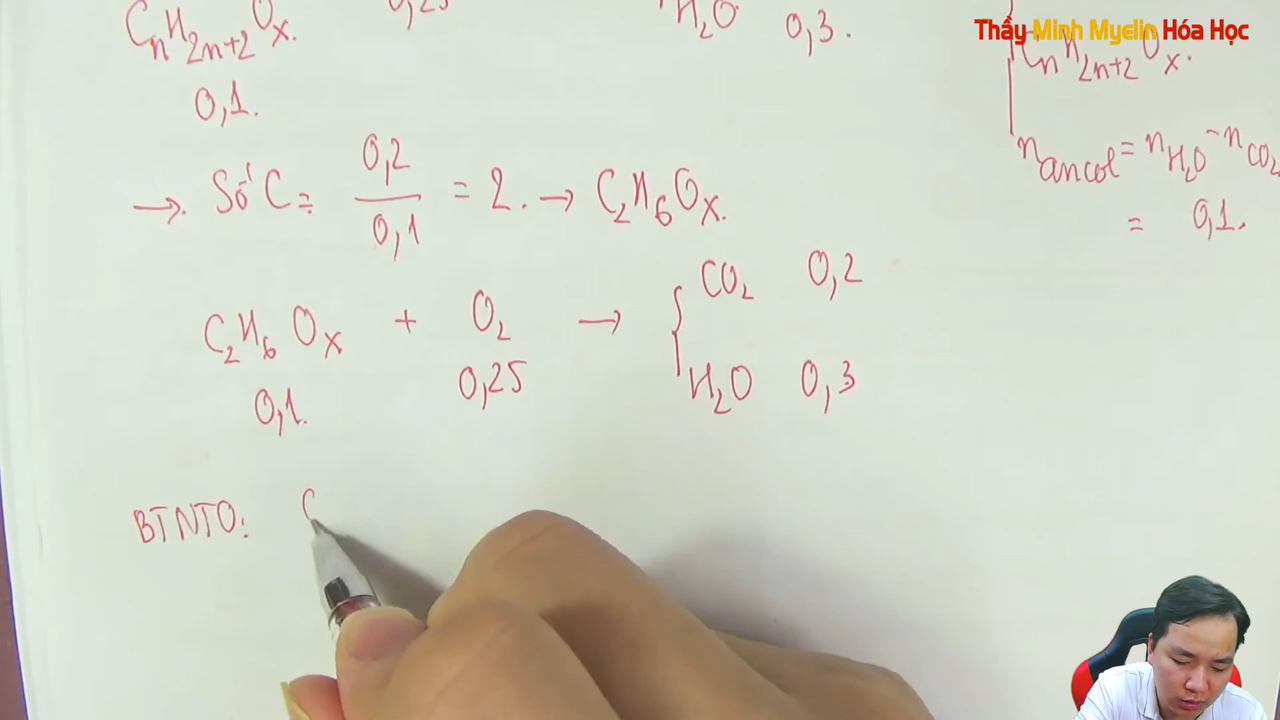 Thầy Minh Myelin Hóa Học
CnH2n+2Ox. 0,25 H2O 0,3.
0,1.
→ Số C = 0,2/0,1 = 2. → C2H6Ox.
C2H6Ox + O2 → { CO2 0,2
0,1. 0,25 H2O 0,3
BTNTO:
CnH2n+2Ox.
nancol = nH2O - nCO2
= 0,1.